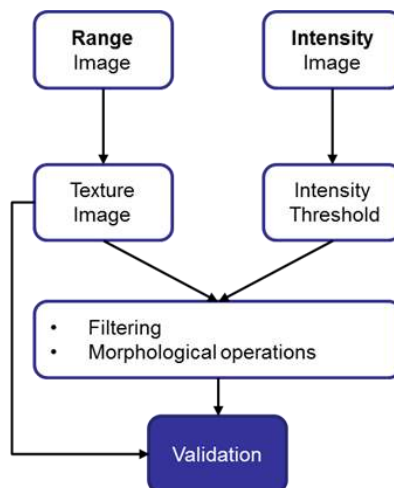 Range
Image
Intensity
Image
Texture
Image
Intensity
Threshold
• Filtering
• Morphological operations
Validation